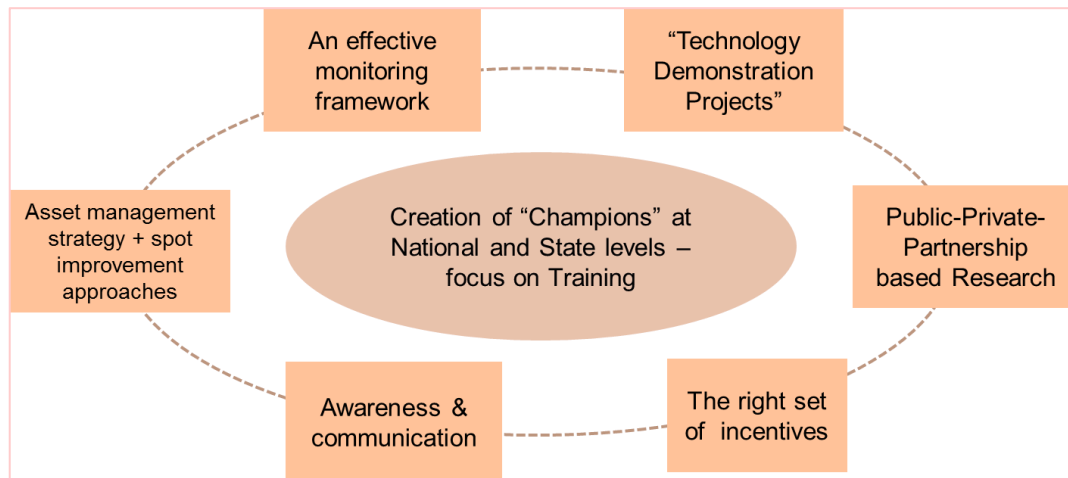 An effective
monitoring
framework
“Technology
Demonstration
Projects”
Asset management
strategy + spot
improvement
approaches
Creation of “Champions” at
National and State levels –
focus on Training
Public-Private-
Partnership
based Research
Awareness &
communication
The right set
of incentives